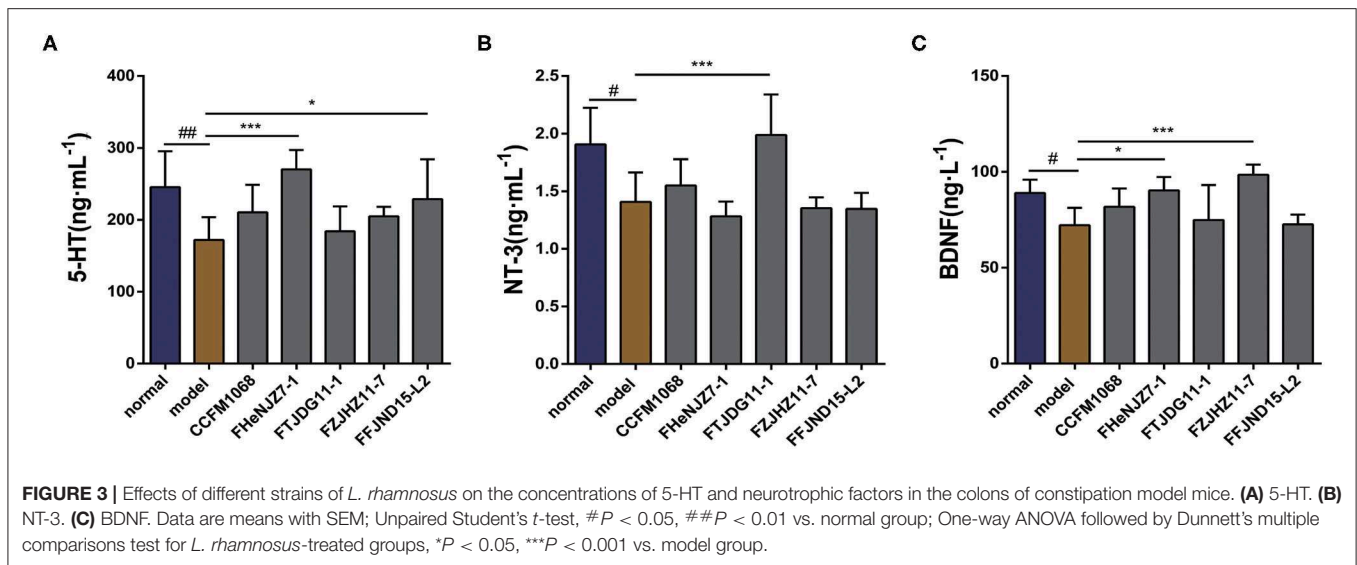 A
5-HT(ng·mL⁻¹)
400
300
200
100
0
##
***
*
normal
model
CCFM1068
FHeNJZ7-1
FTJDG11-1
FZJHZ11-7
FFJND15-L2
B
NT-3(ng·mL⁻¹)
2.5
2.0
1.5
1.0
0.5
0.0
#
***
normal
model
CCFM1068
FHeNJZ7-1
FTJDG11-1
FZJHZ11-7
FFJND15-L2
C
BDNF(ng·L⁻¹)
150
100
50
0
#
*
***
normal
model
CCFM1068
FHeNJZ7-1
FTJDG11-1
FZJHZ11-7
FFJND15-L2
FIGURE 3 | Effects of different strains of L. rhamnosus on the concentrations of 5-HT and neurotrophic factors in the colons of constipation model mice. (A) 5-HT. (B)
NT-3. (C) BDNF. Data are means with SEM; Unpaired Student's t-test, #P < 0.05, ##P < 0.01 vs. normal group; One-way ANOVA followed by Dunnett's multiple
comparisons test for L. rhamnosus-treated groups, *P < 0.05, ***P < 0.001 vs. model group.